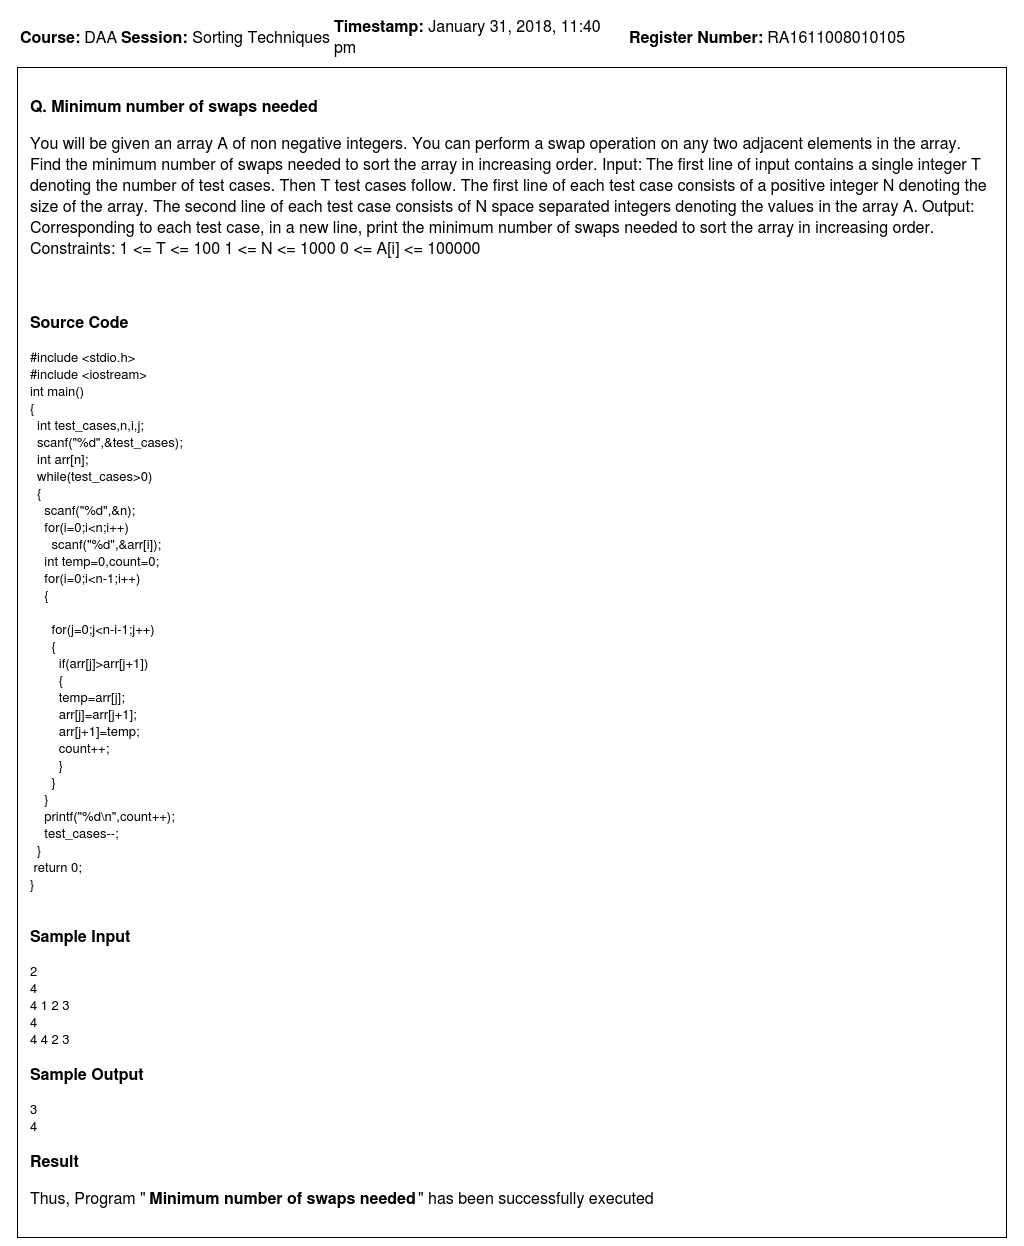 Course: DAA Session: Sorting Techniques Timestamp: January 31, 2018, 11:40 pm Register Number: RA1611008010105
Q. Minimum number of swaps needed
You will be given an array A of non negative integers. You can perform a swap operation on any two adjacent elements in the array.
Find the minimum number of swaps needed to sort the array in increasing order. Input: The first line of input contains a single integer T
denoting the number of test cases. Then T test cases follow. The first line of each test case consists of a positive integer N denoting the
size of the array. The second line of each test case consists of N space separated integers denoting the values in the array A. Output:
Corresponding to each test case, in a new line, print the minimum number of swaps needed to sort the array in increasing order.
Constraints: 1 <= T <= 100 1 <= N <= 1000 0 <= A[i] <= 100000
Source Code
#include <stdio.h>
#include <iostream>
int main()
{
  int test_cases,n,i,j;
  scanf("%d",&test_cases);
  int arr[n];
  while(test_cases>0)
  {
    scanf("%d",&n);
    for(i=0;i<n;i++)
      scanf("%d",&arr[i]);
    int temp=0,count=0;
    for(i=0;i<n-1;i++)
    {
      for(j=0;j<n-i-1;j++)
      {
        if(arr[j]>arr[j+1])
        {
        temp=arr[j];
        arr[j]=arr[j+1];
        arr[j+1]=temp;
        count++;
        }
      }
    }
    printf("%d\n",count++);
    test_cases--;
  }
 return 0;
}
Sample Input
2
4
4 1 2 3
4
4 4 2 3
Sample Output
3
4
Result
Thus, Program " Minimum number of swaps needed " has been successfully executed